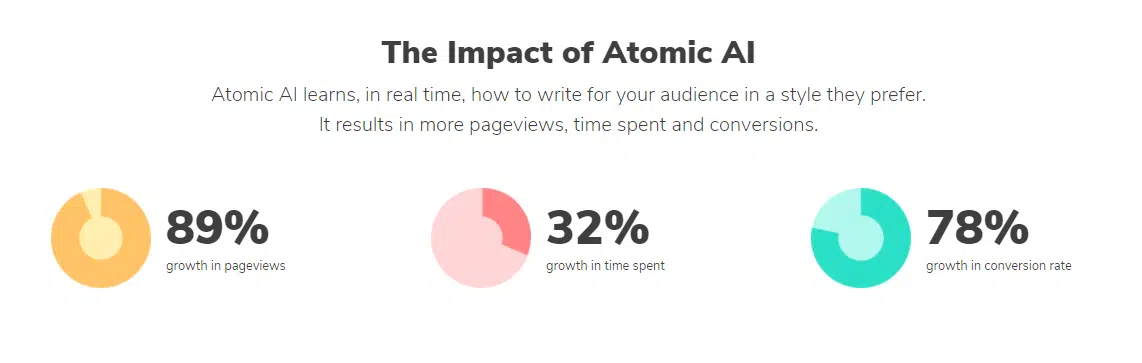 The Impact of Atomic AI
Atomic AI learns, in real time, how to write for your audience in a style they prefer.
It results in more pageviews, time spent and conversions.
89%
growth in pageviews
32%
growth in time spent
78%
growth in conversion rate